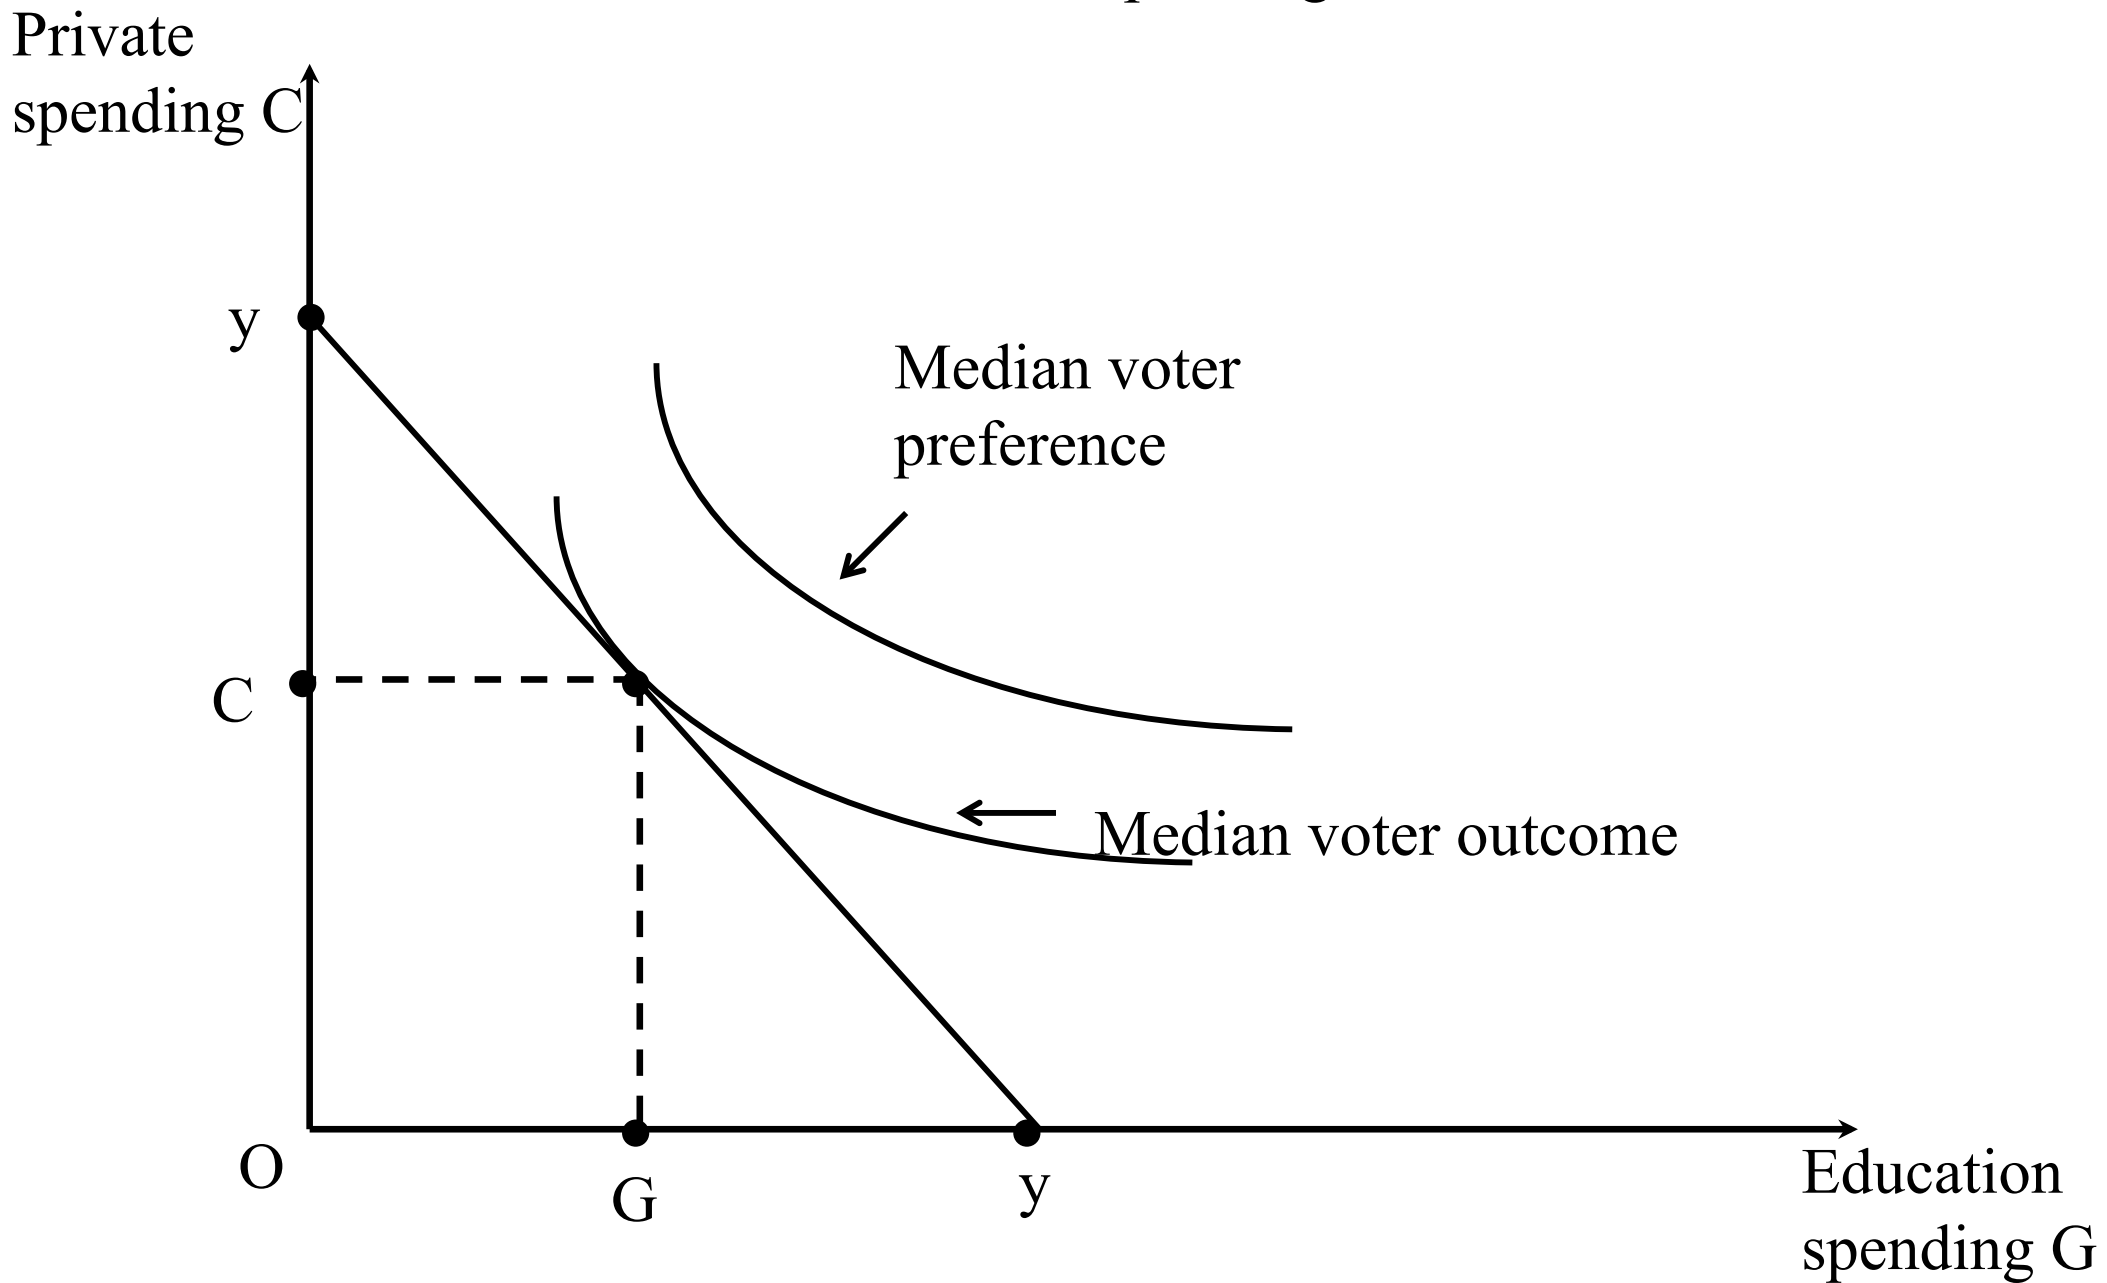 Private
spending C
y
Median voter
preference
C
Median voter outcome
O
G
y
Education
spending G